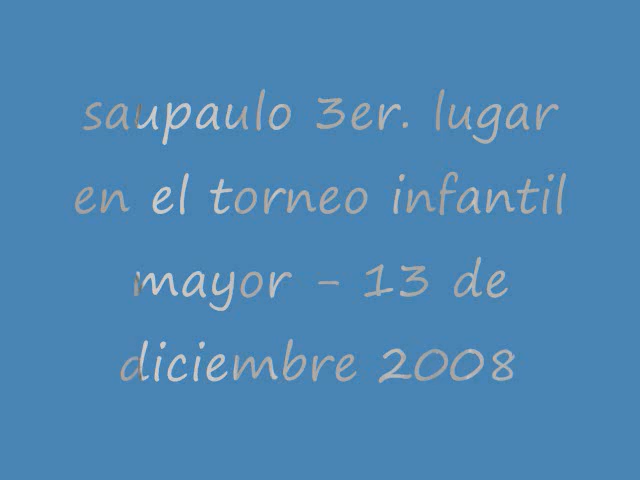 saupaulo 3er. lugar
en el torneo infantil
mayor - 13 de
diciembre 2008